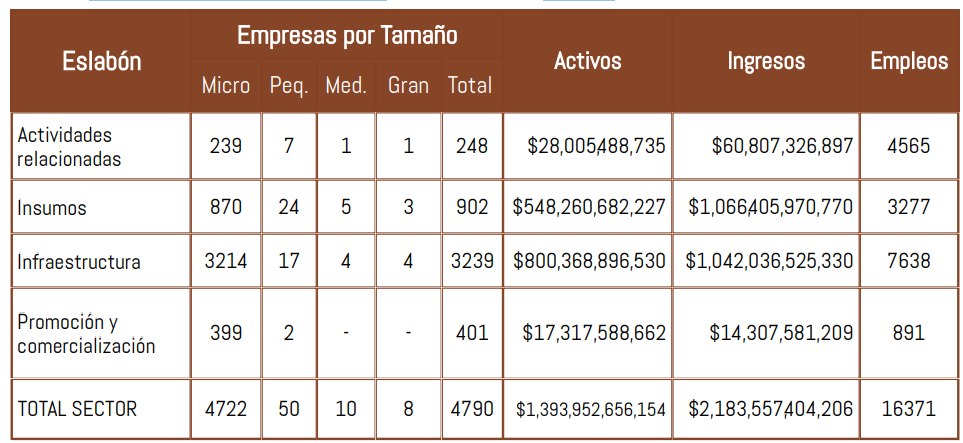 Eslabón Empresas por Tamaño Activos Ingresos Empleos
Micro Peq. Med. Gran Total
Actividades relacionadas 239 7 1 1 248 $28,005,488,735 $60,807,326,897 4565
Insumos 870 24 5 3 902 $548,260,682,227 $1,066,405,970,770 3277
Infraestructura 3214 17 4 4 3239 $800,368,896,530 $1,042,036,525,330 7638
Promoción y comercialización 399 2 - - 401 $17,317,588,662 $14,307,581,209 891
TOTAL SECTOR 4722 50 10 8 4790 $1,393,952,656,154 $2,183,557,404,206 16371